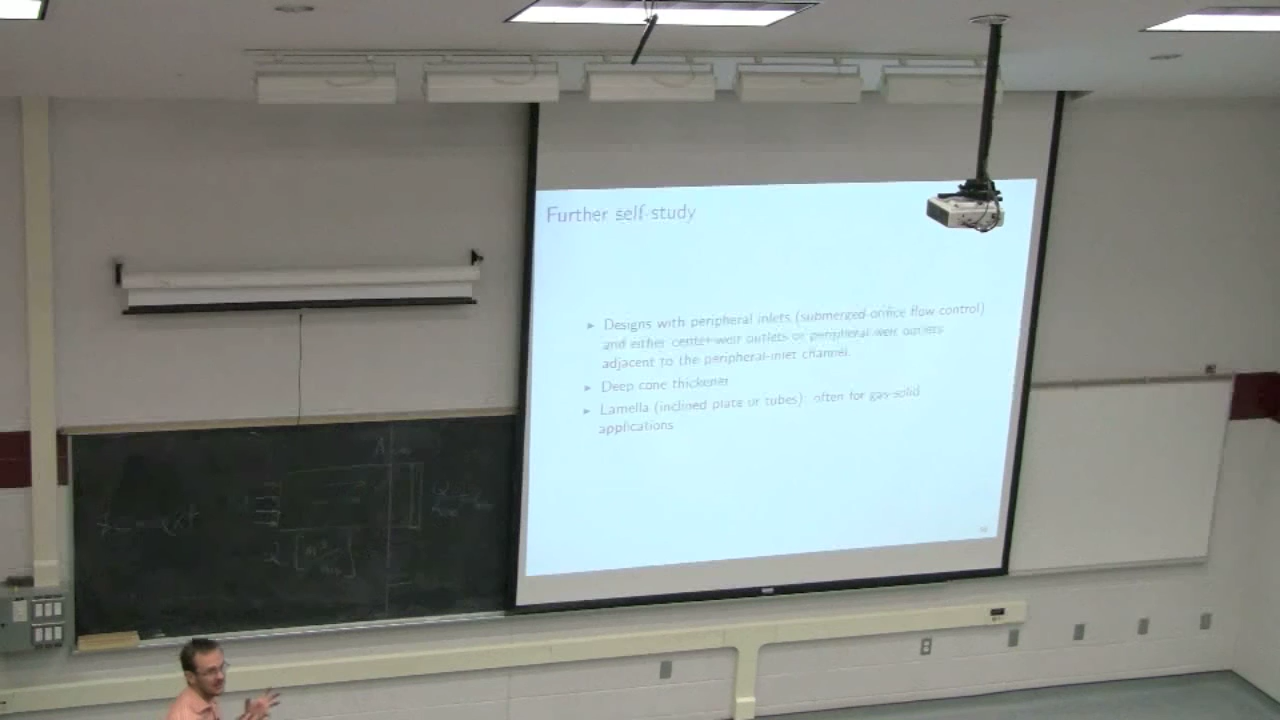 Further self-study
▸ Designs with peripheral inlets (submerged-orifice flow control)
and either center-weir outlets or peripheral-weir outlets
adjacent to the peripheral-inlet channel.
▸ Deep cone thickener
▸ Lamella (inclined plate or tubes): often for gas-solid
applications